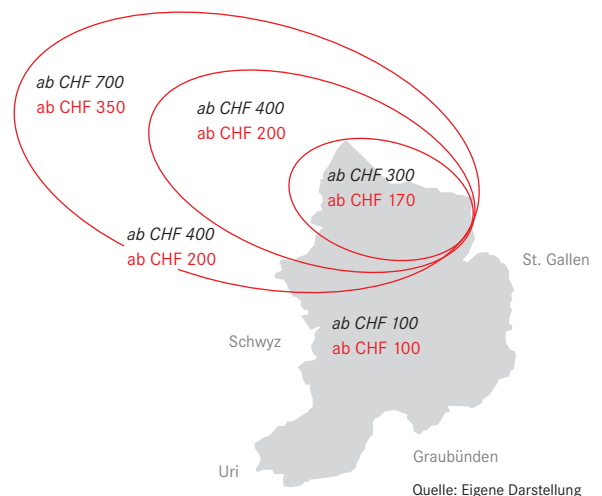 ab CHF 700
ab CHF 350
ab CHF 400
ab CHF 200
ab CHF 300
ab CHF 170
ab CHF 400
ab CHF 200
St. Gallen
ab CHF 100
ab CHF 100
Schwyz
Graubünden
Uri
Quelle: Eigene Darstellung